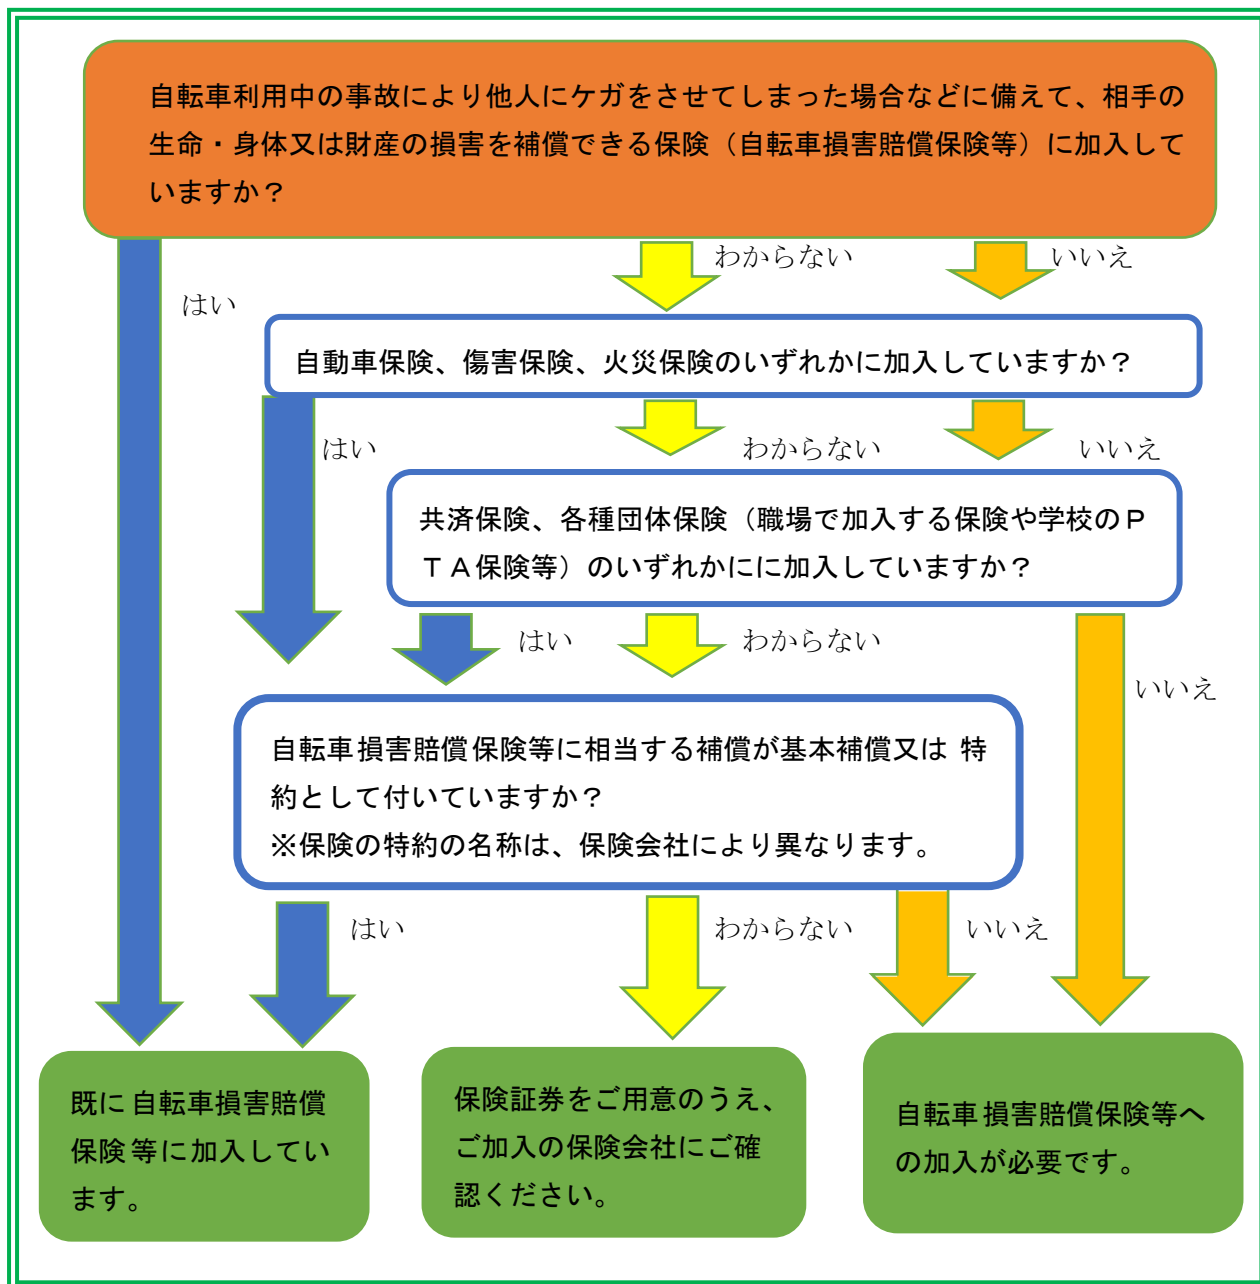 自転車利用中の事故により他人にケガをさせてしまった場合などに備えて、相手の
生命・身体又は財産の損害を補償できる保険（自転車損害賠償保険等）に加入して
いますか？
わからない
いいえ
はい
自動車保険、傷害保険、火災保険のいずれかに加入していますか？
はい
わからない
いいえ
共済保険、各種団体保険（職場で加入する保険や学校のＰ
ＴＡ保険等）のいずれかにに加入していますか？
はい
わからない
いいえ
自転車損害賠償保険等に相当する補償が基本補償又は 特
約として付いていますか？
※保険の特約の名称は、保険会社により異なります。
はい
わからない
いいえ
既に自転車損害賠償
保険等に加入してい
ます。
保険証券をご用意のうえ、
ご加入の保険会社にご確
認ください。
自転車損害賠償保険等へ
の加入が必要です。